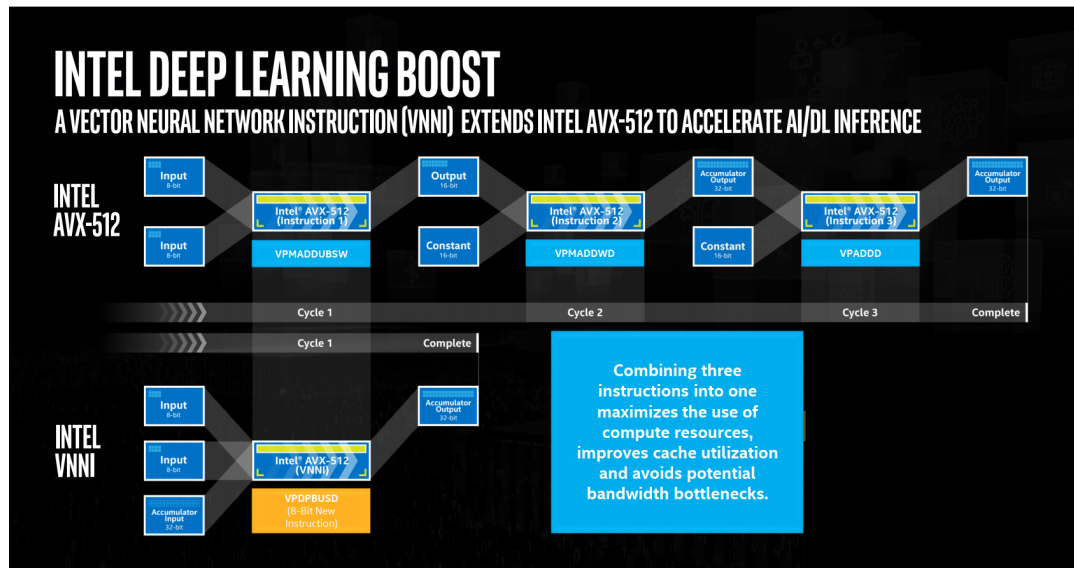 INTEL DEEP LEARNING BOOST
A VECTOR NEURAL NETWORK INSTRUCTION (VNNI) EXTENDS INTEL AVX-512 TO ACCELERATE AI/DL INFERENCE
INTEL
AVX-512
Input
8-bit
Input
8-bit
Intel® AVX-512
(Instruction 1)
VPMADDUBSW
Output
16-bit
Constant
16-bit
Intel® AVX-512
(Instruction 2)
VPMADDWD
Accumulator
Output
32-bit
Constant
16-bit
Intel® AVX-512
(Instruction 3)
VPADDD
Accumulator
Output
32-bit
Cycle 1
Cycle 2
Cycle 3
Complete
Cycle 1
Complete
INTEL
VNNI
Input
8-bit
Input
8-bit
Accumulator
Input
32-bit
Intel® AVX-512
(VNNI)
VPDPBUSD
(8-Bit New
Instruction)
Accumulator
Output
32-bit
Combining three
instructions into one
maximizes the use of
compute resources,
improves cache utilization
and avoids potential
bandwidth bottlenecks.